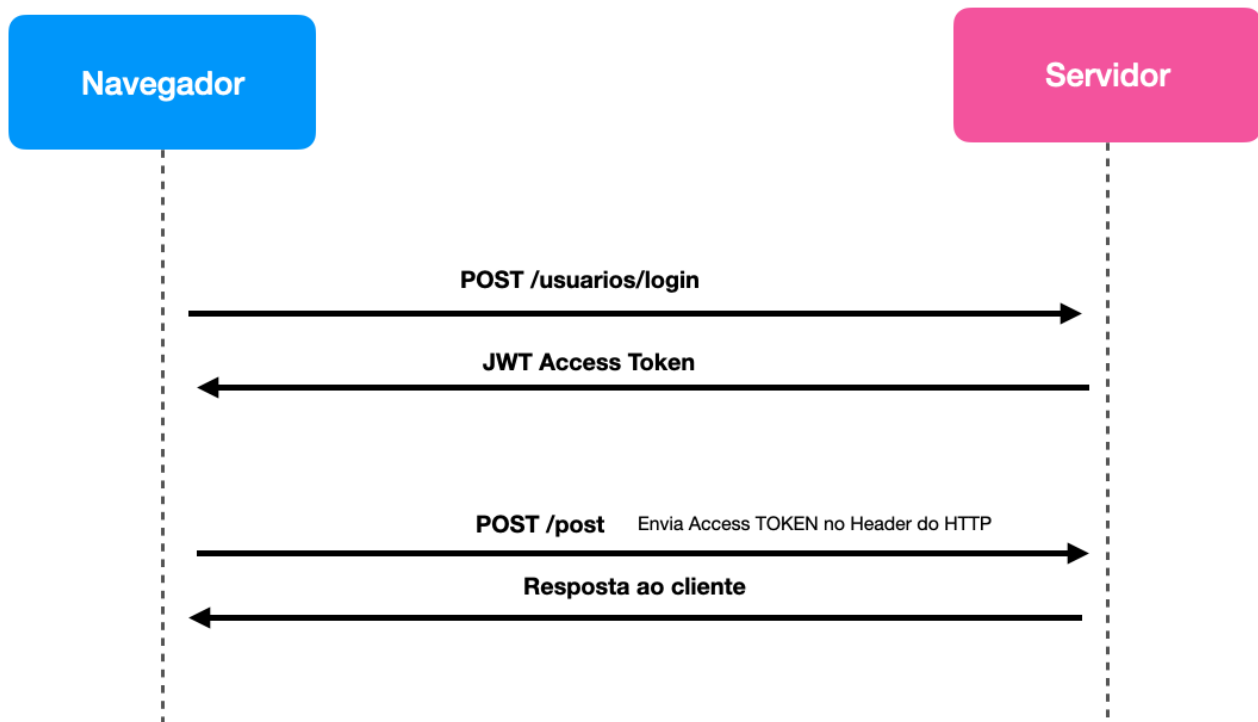 Navegador
Servidor
POST /usuarios/login
JWT Access Token
POST /post Envia Access TOKEN no Header do HTTP
Resposta ao cliente